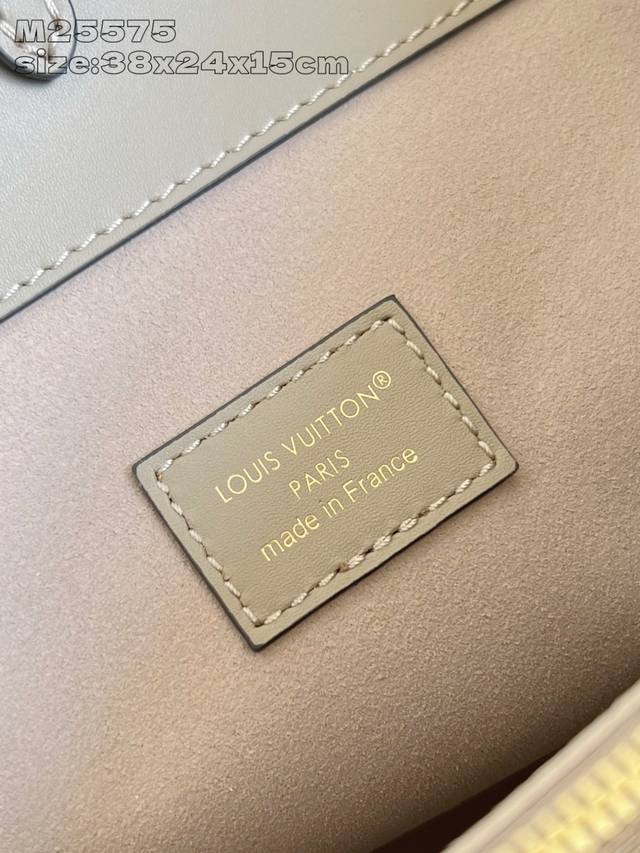 M25575
size:38x24x15cm
LOUIS VUITTON®
PARIS
made in France